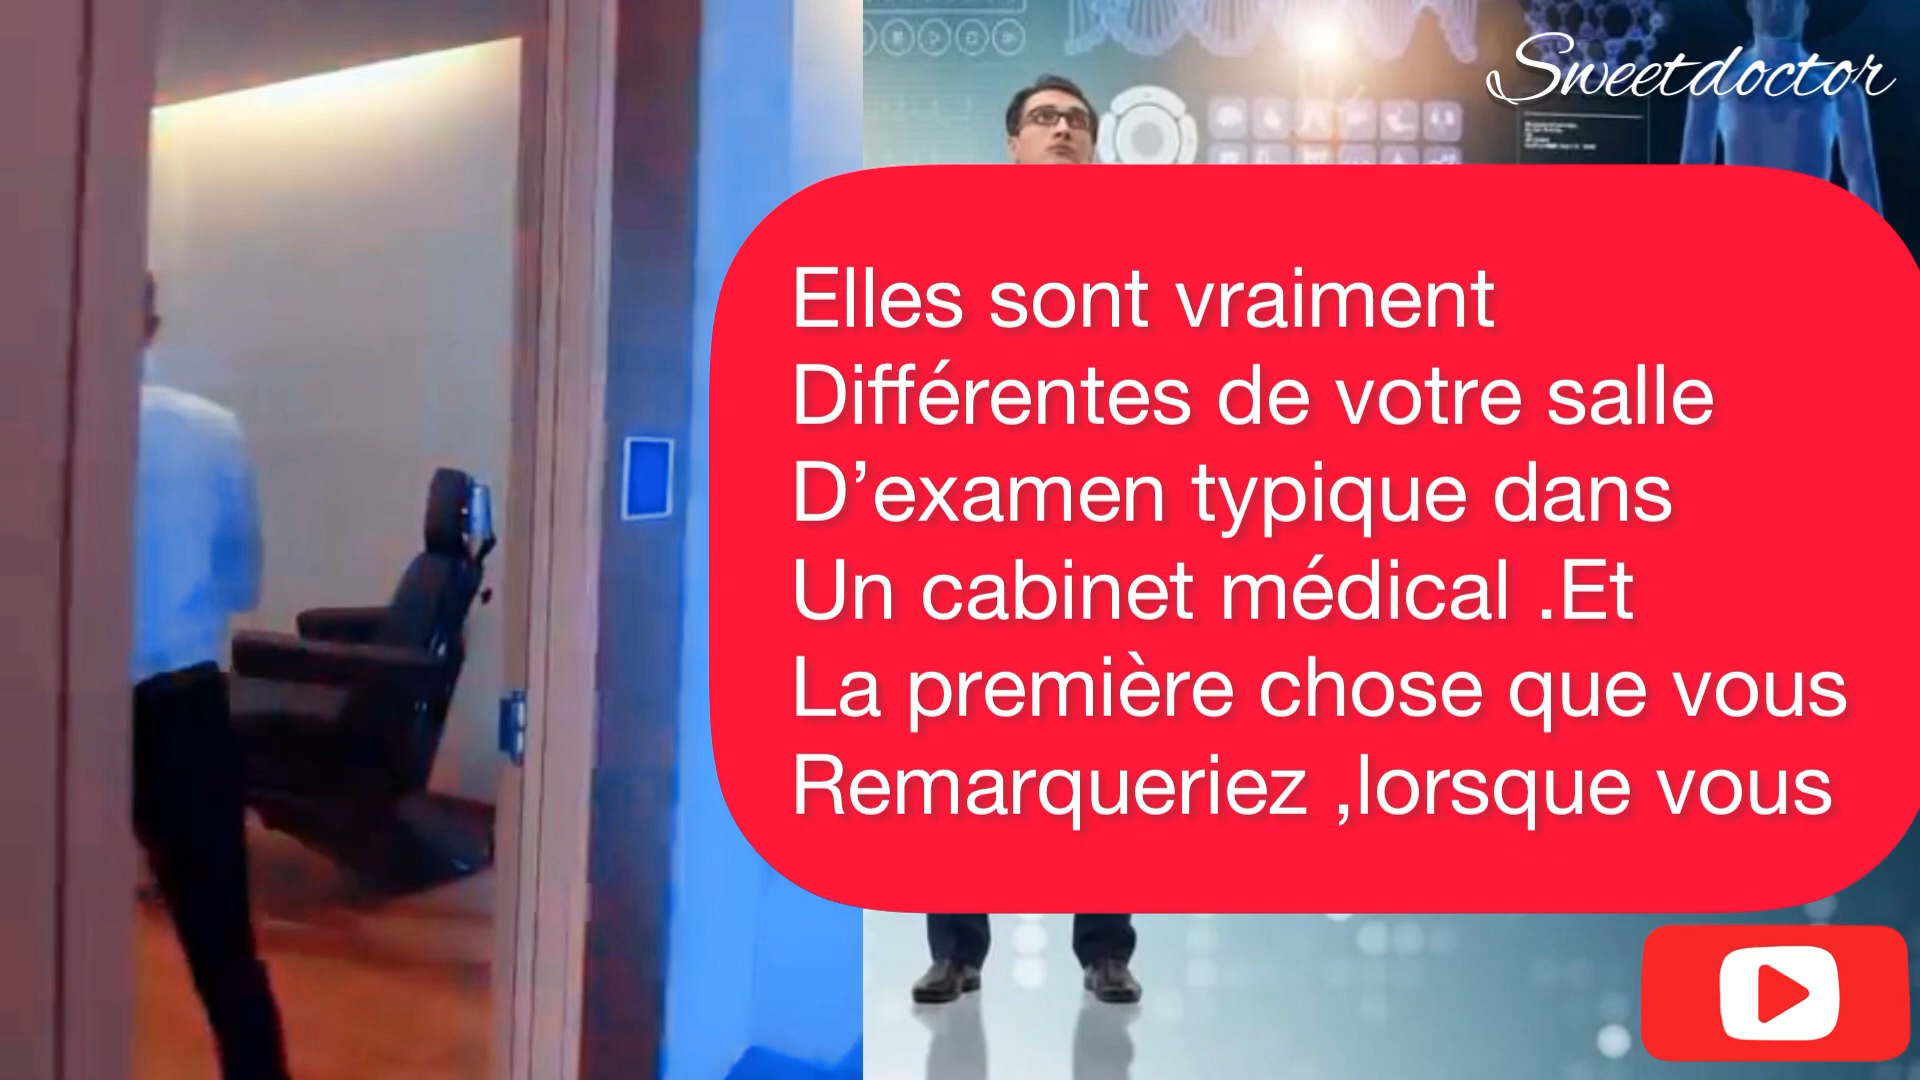 Sweetdoctor
Elles sont vraiment
Différentes de votre salle
D’examen typique dans
Un cabinet médical .Et
La première chose que vous
Remarqueriez ,lorsque vous